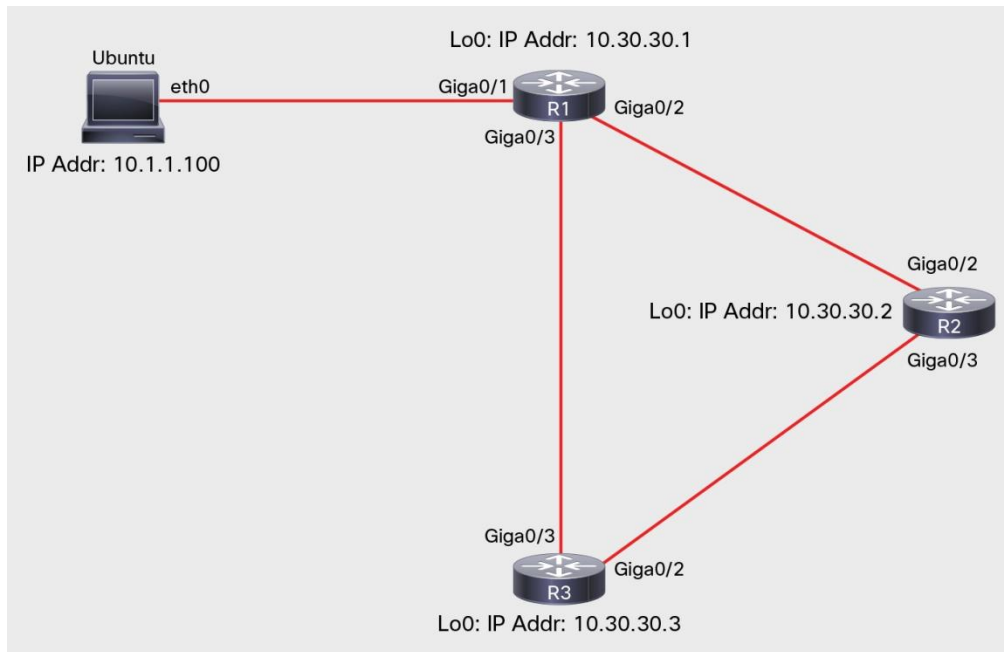 Lo0: IP Addr: 10.30.30.1
Ubuntu
eth0
Giga0/1
R1
Giga0/2
Giga0/3
IP Addr: 10.1.1.100
Giga0/2
Lo0: IP Addr: 10.30.30.2
R2
Giga0/3
Giga0/3
Giga0/2
R3
Lo0: IP Addr: 10.30.30.3